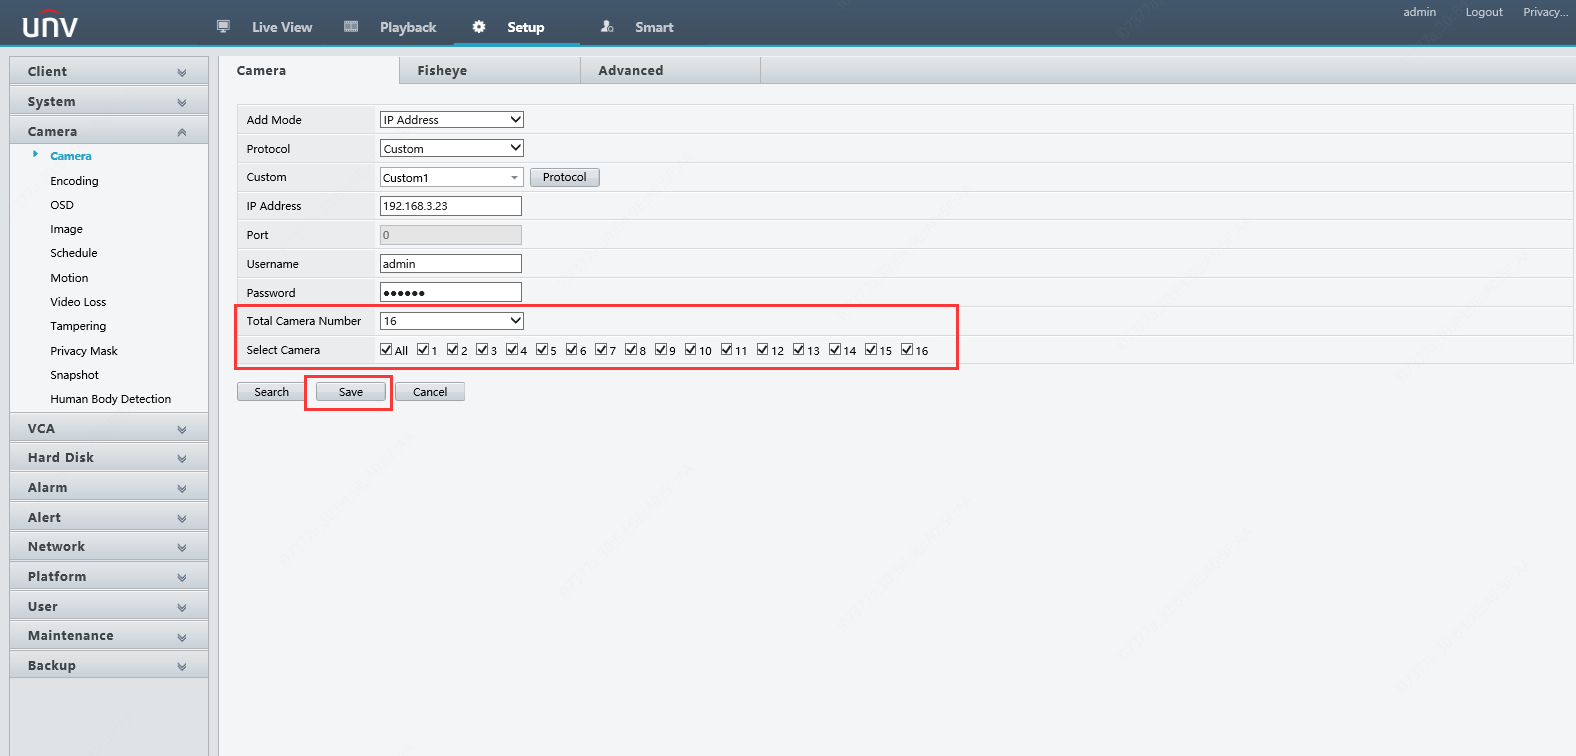 unv
Live View
Playback
Setup
Smart
admin
Logout
Privacy...
Client
System
Camera
Camera
Encoding
OSD
Image
Schedule
Motion
Video Loss
Tampering
Privacy Mask
Snapshot
Human Body Detection
VCA
Hard Disk
Alarm
Alert
Network
Platform
User
Maintenance
Backup
Camera
Fisheye
Advanced
Add Mode IP Address
Protocol Custom
Custom Custom1 Protocol
IP Address 192.168.3.23
Port 0
Username admin
Password ••••••
Total Camera Number 16
Select Camera All 1 2 3 4 5 6 7 8 9 10 11 12 13 14 15 16
Search Save Cancel